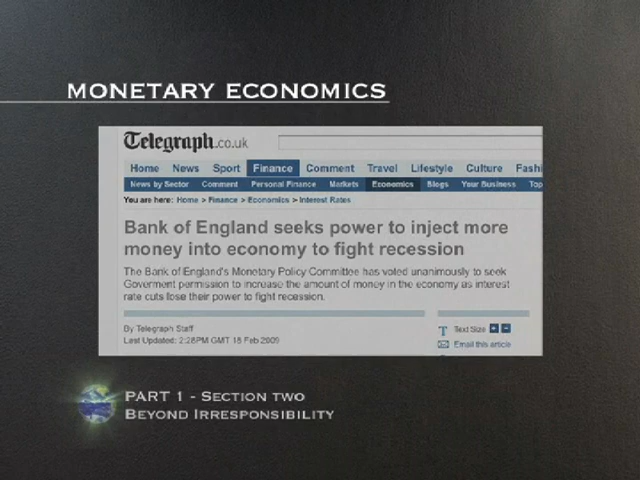 MONETARY ECONOMICS
Telegraph.co.uk
Home News Sport Finance Comment Travel Lifestyle Culture Fashi
News by Sector Comment Personal Finance Markets Economics Blogs Your Business Top
You are here: Home > Finance > Economics > Interest Rates
Bank of England seeks power to inject more
money into economy to fight recession
The Bank of England's Monetary Policy Committee has voted unanimously to seek
Goverment permission to increase the amount of money in the economy as interest
rate cuts lose their power to fight recession.
By Telegraph Staff
Last Updated: 2:28PM GMT 18 Feb 2009
T Text Size + -
Email this article
PART 1 - SECTION TWO
BEYOND IRRESPONSIBILITY